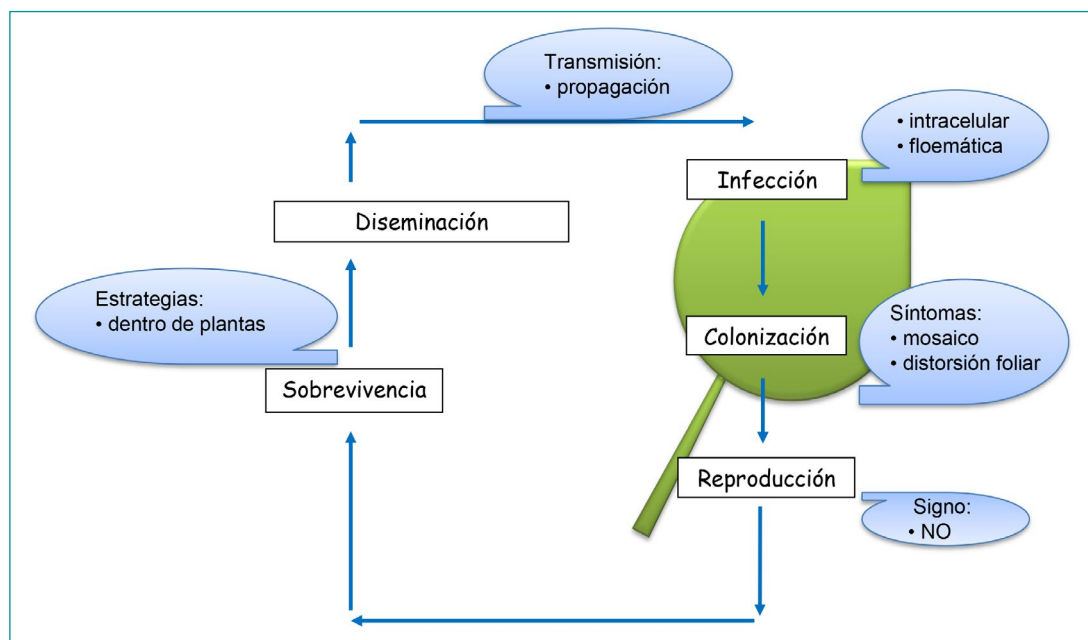 Transmisión:
• propagación
• intracelular
• floemática
Infección
Diseminación
Estrategias:
• dentro de plantas
Síntomas:
• mosaico
• distorsión foliar
Colonización
Sobrevivencia
Reproducción
Signo:
• NO